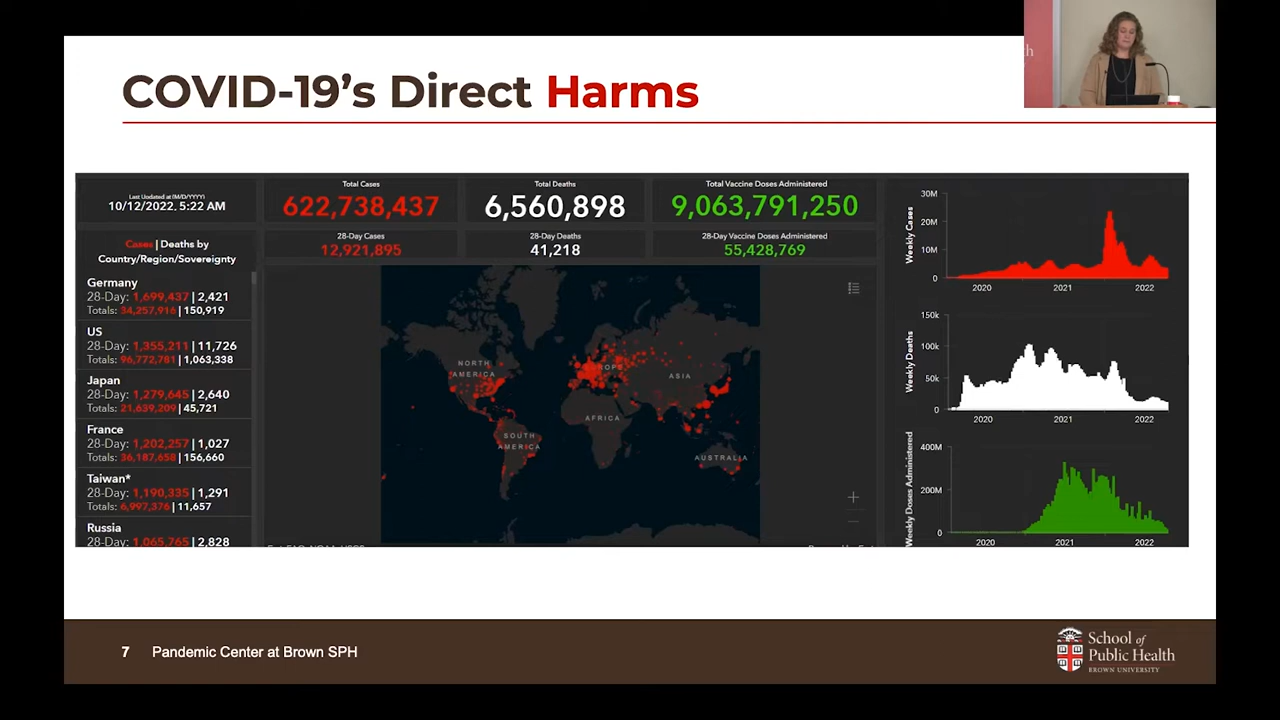 COVID-19's Direct Harms
th
Last Updated at (M/D/YYYY)
10/12/2022, 5:22 AM
Cases | Deaths by
Country/Region/Sovereignty
Germany
28-Day: 1,699,437 | 2,421
Totals: 34,257,916 | 150,919
US
28-Day: 1,355,211 | 11,726
Totals: 96,772,781 | 1,063,338
Japan
28-Day: 1,279,645 | 2,640
Totals: 21,639,209 | 45,721
France
28-Day: 1,202,257 | 1,027
Totals: 36,187,658 | 156,660
Taiwan*
28-Day: 1,190,335 | 1,291
Totals: 6,997,376 | 11,657
Russia
28-Day: 1,065,765 | 2,828
Total Cases
622,738,437
28-Day Cases
12,921,895
Total Deaths
6,560,898
28-Day Deaths
41,218
Total Vaccine Doses Administered
9,063,791,250
28-Day Vaccine Doses Administered
55,428,769
NORTH
AMERICA
EUROPE
ASIA
AFRICA
SOUTH
AMERICA
AUSTRALIA
Weekly Cases
30M
20M
10M
0
2020 2021 2022
Weekly Deaths
150k
100k
50k
0
2020 2021 2022
Weekly Doses Administered
400M
200M
0
2020 2021 2022
7 Pandemic Center at Brown SPH
School of
Public Health
BROWN UNIVERSITY